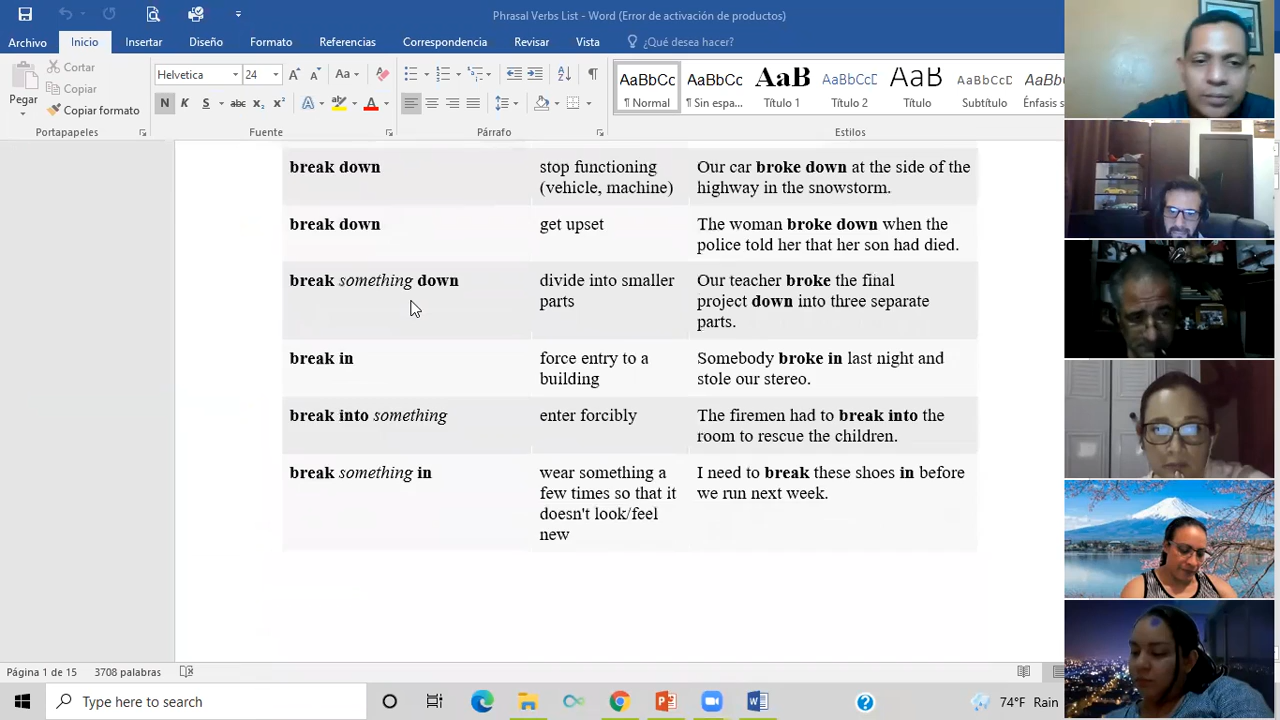 Phrasal Verbs List - Word (Error de activación de productos)
Archivo Inicio Insertar Diseño Formato Referencias Correspondencia Revisar Vista ¿Qué desea hacer?
Pegar
Cortar
Copiar
Copiar formato
Portapapeles
Helvetica 24
Aa
N K S abc x₂ x²
A A
Fuente
Párrafo
AaBbCc AaBbCc AaB AaBbCcD AaB AaBbCcD
¶ Normal ¶ Sin espa... Título 1 Título 2 Título Subtítulo Énfasis s
Estilos
break down stop functioning Our car broke down at the side of the
(vehicle, machine) highway in the snowstorm.
break down get upset The woman broke down when the
police told her that her son had died.
break something down divide into smaller Our teacher broke the final
parts project down into three separate
parts.
break in force entry to a Somebody broke in last night and
building stole our stereo.
break into something enter forcibly The firemen had to break into the
room to rescue the children.
break something in wear something a I need to break these shoes in before
few times so that it we run next week.
doesn't look/feel
new
Página 1 de 15 3708 palabras
Type here to search
74°F Rain